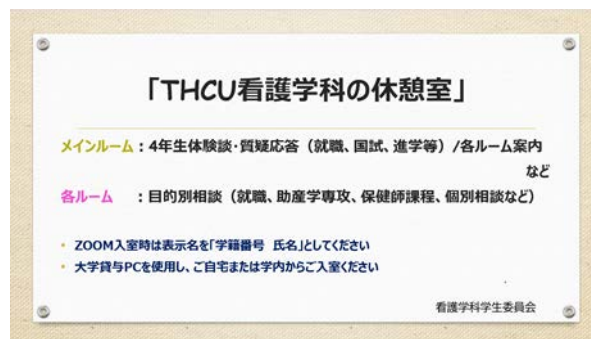 「THCU看護学科の休憩室」
メインルーム：4年生体験談・質疑応答（就職、国試、進学等）/各ルーム案内
など
各ルーム　：目的別相談（就職、助産学専攻、保健師課程、個別相談など）
・ ZOOM入室時は表示名を「学籍番号 氏名」としてください
・ 大学貸与PCを使用し、ご自宅または学内からご入室ください
看護学科学生委員会